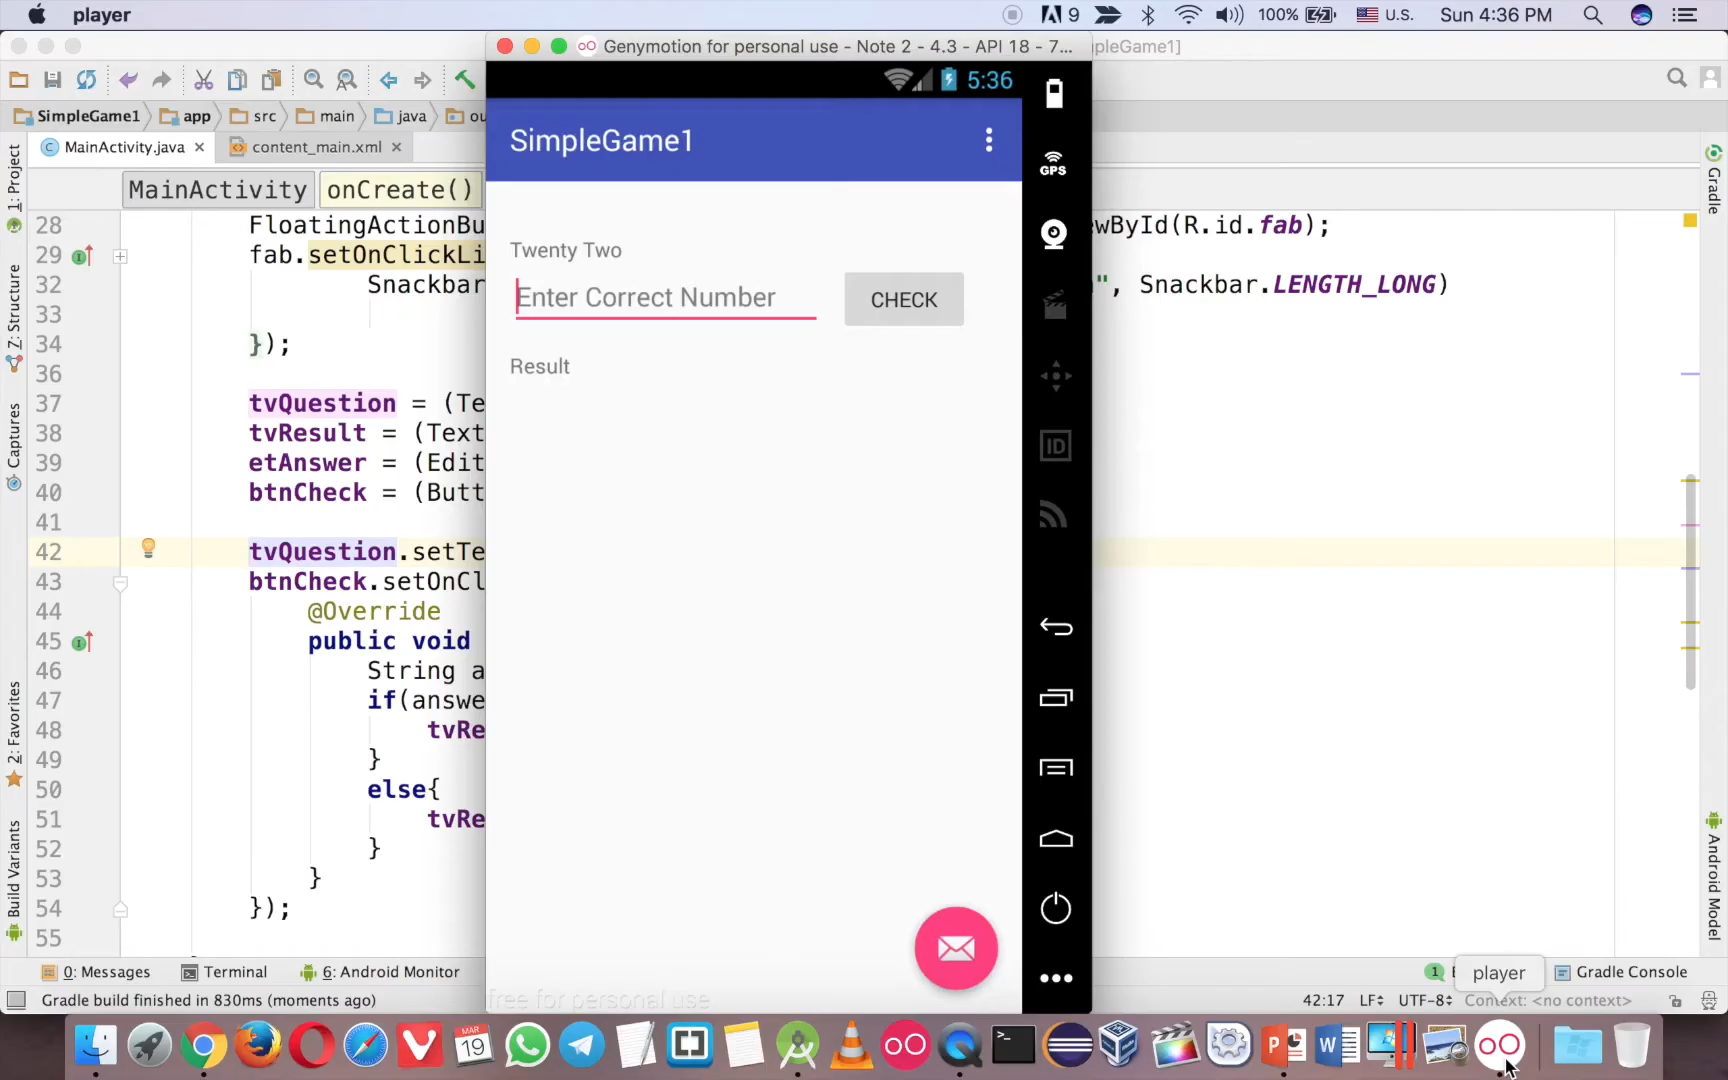 player
9
100%
U.S.
Sun 4:36 PM
Genymotion for personal use - Note 2 - 4.3 - API 18 - 7...
pleGame1]
SimpleGame1
app
src
main
java
ou
MainActivity.java
content_main.xml
MainActivity
onCreate()
5:36
SimpleGame1
Twenty Two
Enter Correct Number
CHECK
Result
GPS
ID
free for personal use
1: Project
Z: Structure
Captures
2: Favorites
Build Variants
Gradle
Android Model
28 FloatingActionBu ewById(R.id.fab);
29 fab.setOnClickLi
32 Snackbar ", Snackbar.LENGTH_LONG)
33
34 });
36
37 tvQuestion = (Te
38 tvResult = (Text
39 etAnswer = (Edit
40 btnCheck = (Butt
41
42 tvQuestion.setTe
43 btnCheck.setOnCl
44 @Override
45 public void
46 String a
47 if(answe
48 tvRe
49 }
50 else{
51 tvRe
52 }
53 }
54 });
55
0: Messages
Terminal
6: Android Monitor
1
Gradle Console
player
Gradle build finished in 830ms (moments ago)
42:17
LF
UTF-8
Context: <no context>
MAR
19
P
W